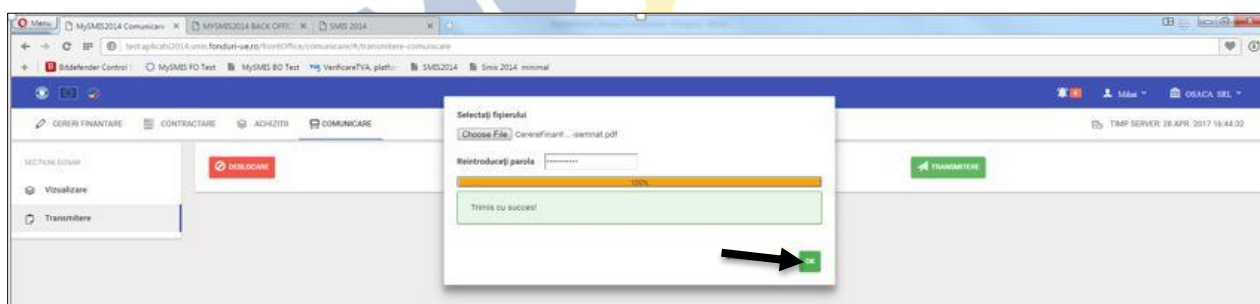 Menu MySMIS2014 Comunicare MYSMIS2014 BACK OFFIC SMIS 2014
test.aplicatii2014.smis.fonduri-ue.ro/frontOffice/comunicare/#/transmitere-comunicare
Bitdefender Control MySMIS FO Test MySMIS BO Test VerificareTVA, platfo SMIS2014 Smis 2014 minimal
Mihai OSACA SRL
CERERI FINANTARE CONTRACTARE ACHIZITII COMUNICARE TIMP SERVER: 28 APR. 2017 16:44:32
Selectați fișierului
Choose File CerereFinant...-semnat.pdf
Reintroduceți parola ----------
100%
Trimis cu succes!
OK
SECTIUNI DOSAR
DEBLOCARE TRANSMITERE
Vizualizare
Transmitere